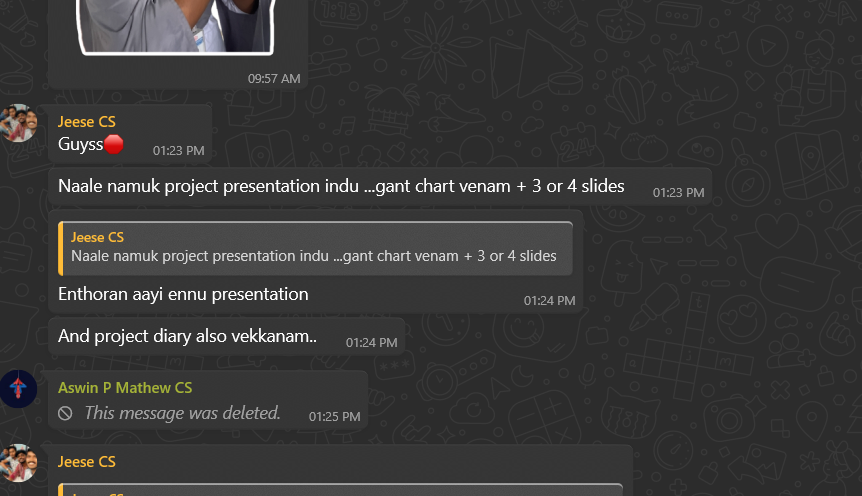 09:57 AM
Jeese CS
Guyss🛑
01:23 PM
Naale namuk project presentation indu ...gant chart venam + 3 or 4 slides
01:23 PM
Jeese CS
Naale namuk project presentation indu ...gant chart venam + 3 or 4 slides
Enthoran aayi ennu presentation
01:24 PM
And project diary also vekkanam..
01:24 PM
Aswin P Mathew CS
This message was deleted.
01:25 PM
Jeese CS